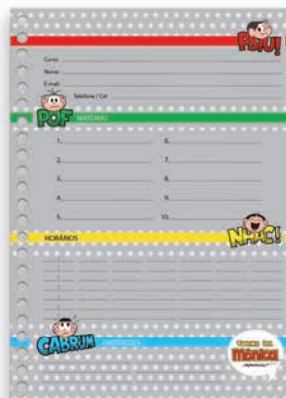 PSIU!
Curso:
Nome:
E-mail:
Telefone / Cel:
POF
MATÉRIAS
1.
6.
2.
7.
3.
8.
4.
9.
5.
10.
NHAC!
HORÁRIOS
CABRUM
TURMA DA
Mônica